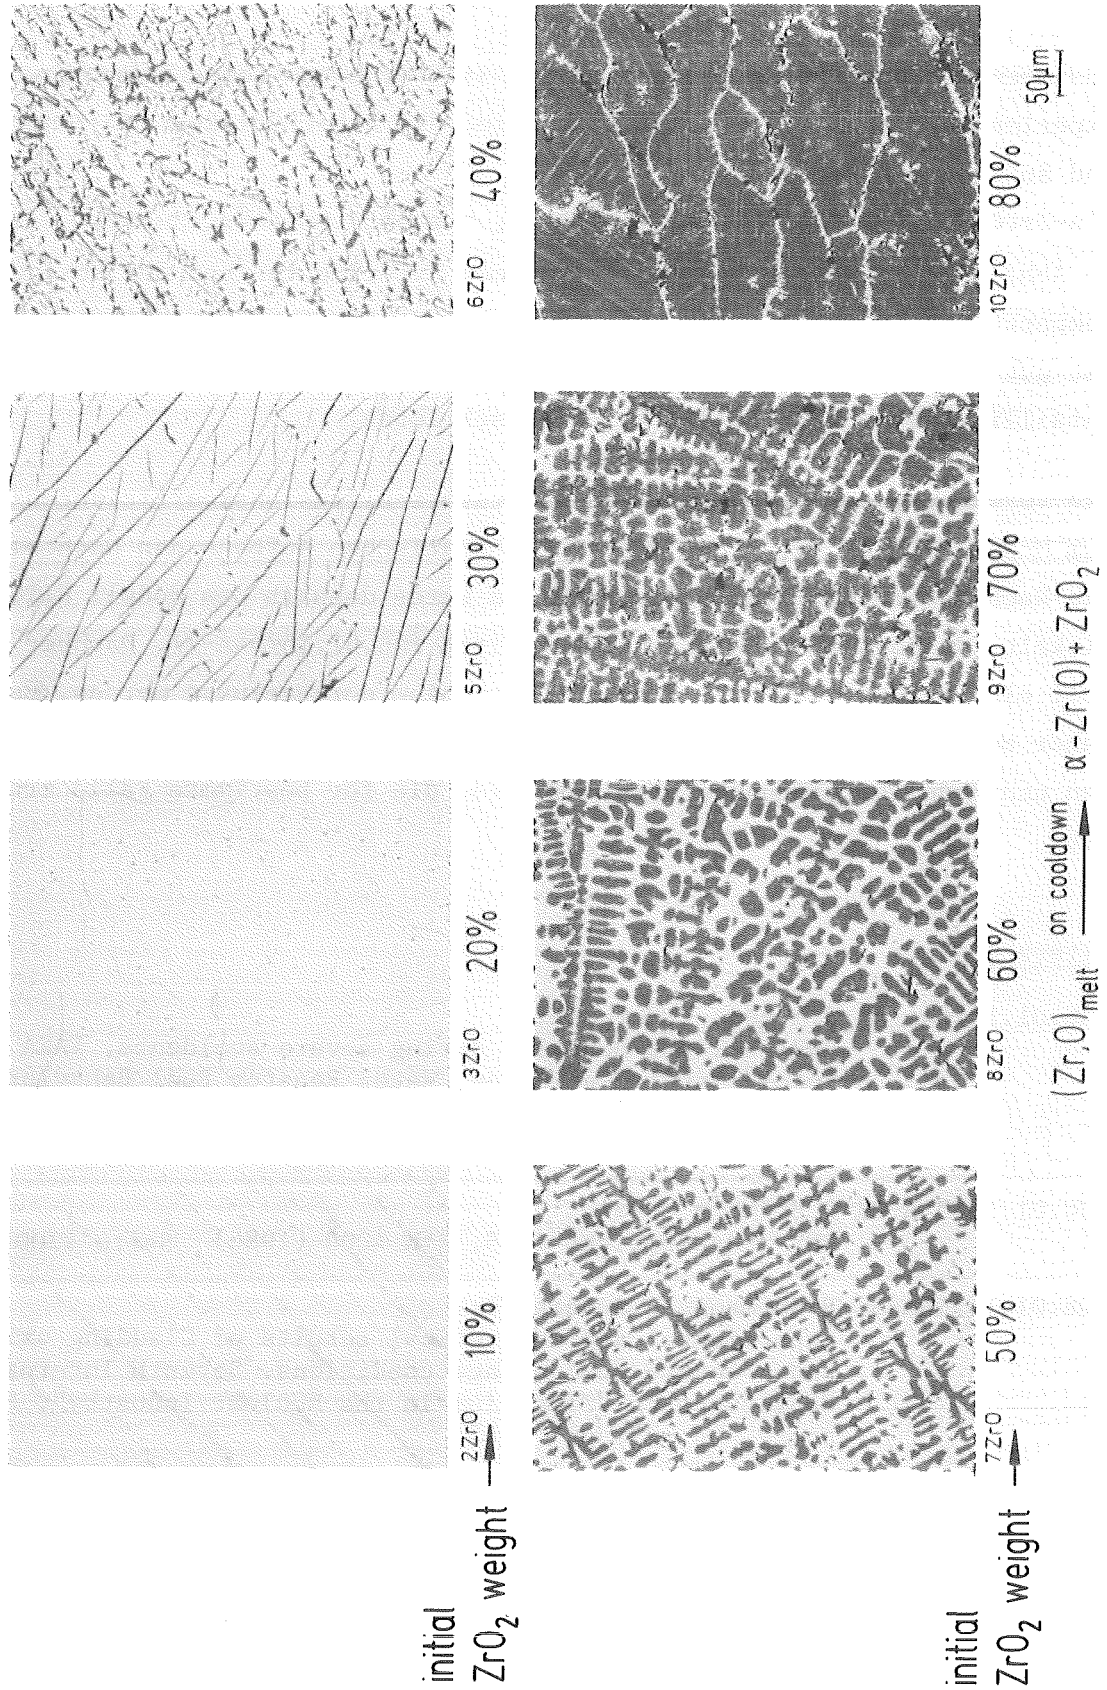 2ZrO 3ZrO 5ZrO 6ZrO
initial
ZrO₂ weight 10% 20% 30% 40%
7ZrO 8ZrO 9ZrO 10ZrO
initial
ZrO₂ weight 50% 60% 70% 80%
50µm
(Zr,O)melt on cooldown α-Zr(O) + ZrO₂